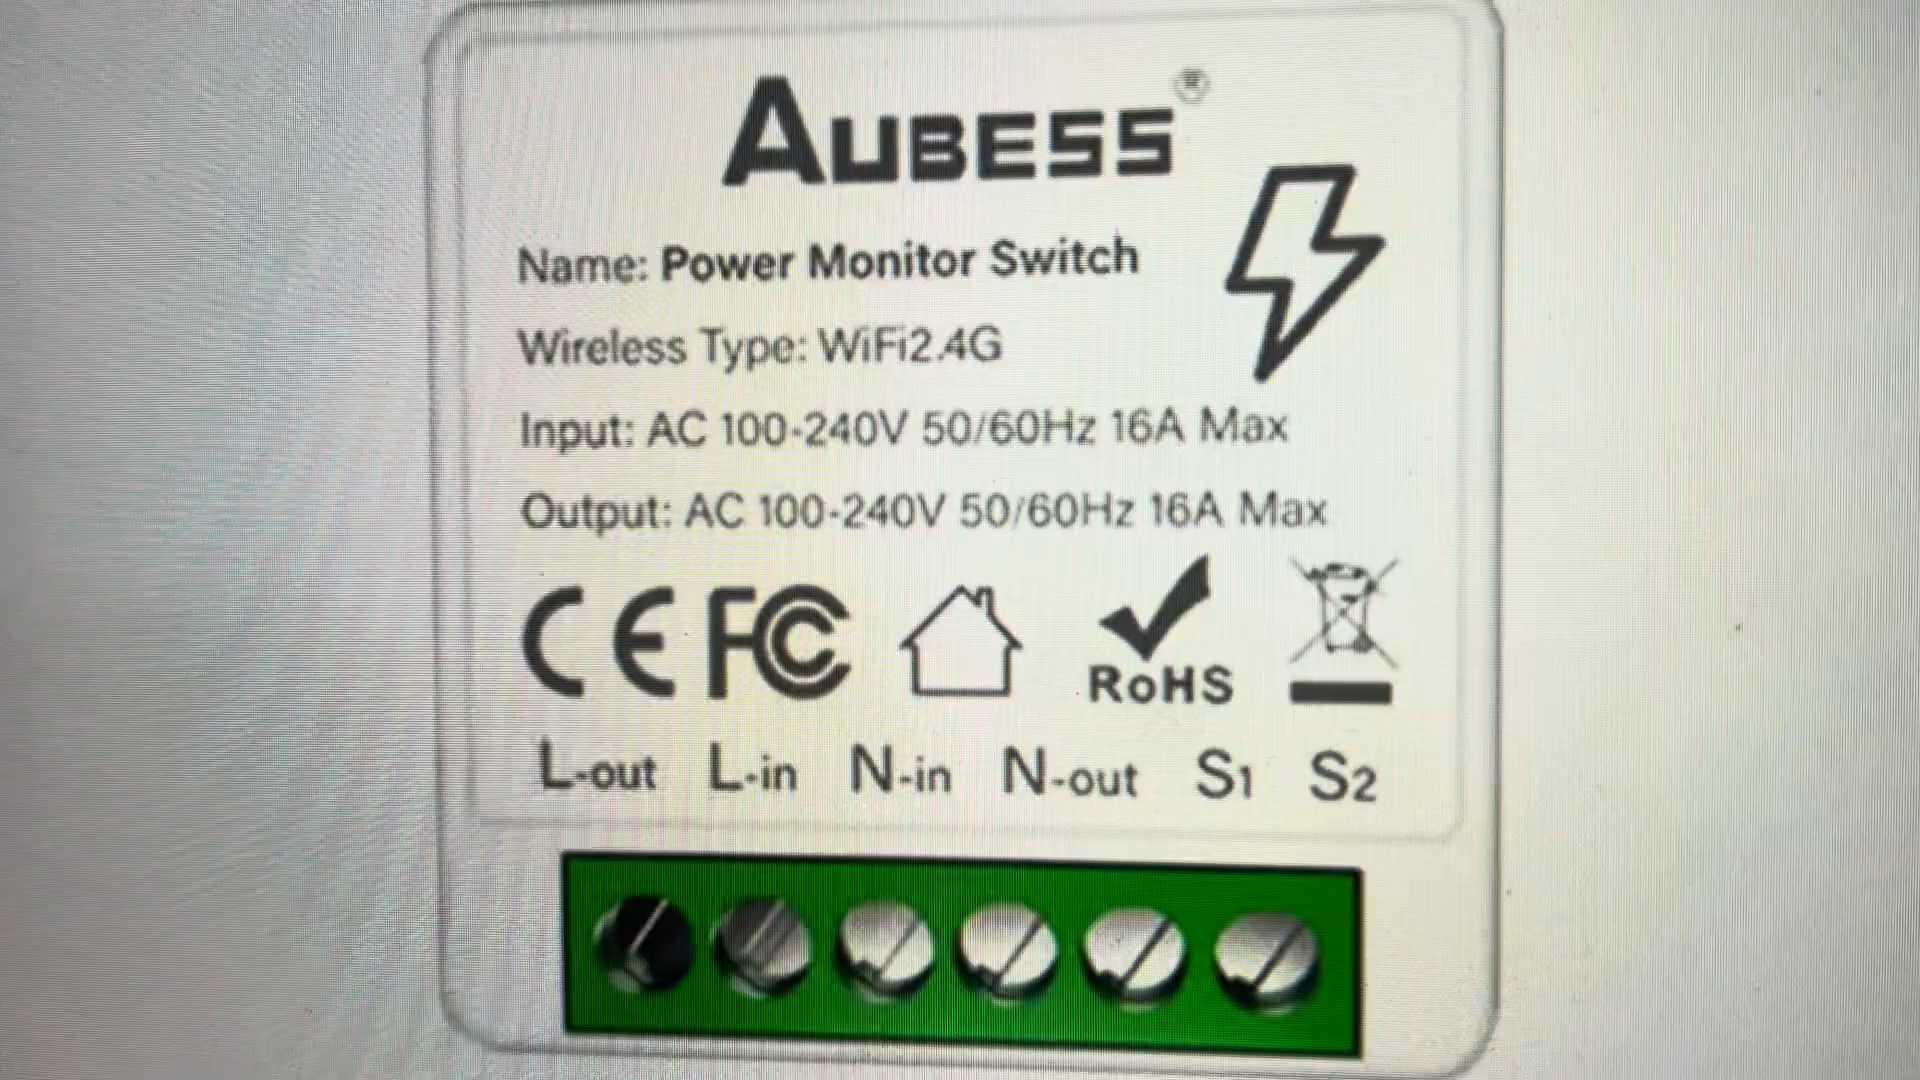 AUBESS®
Name: Power Monitor Switch
Wireless Type: WiFi2.4G
Input: AC 100-240V 50/60Hz 16A Max
Output: AC 100-240V 50/60Hz 16A Max
CE FC RoHS
L-out L-in N-in N-out S1 S2